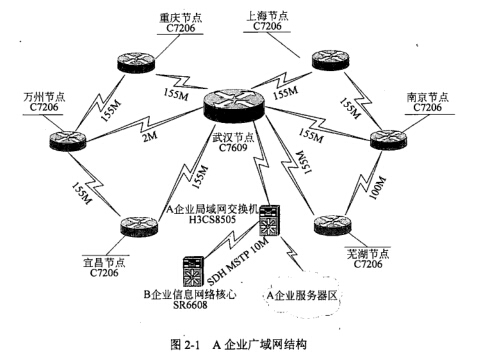 重庆节点
C7206
上海节点
C7206
万州节点
C7206
南京节点
C7206
155M
155M
155M
155M
2M
155M
武汉节点
C7609
155M
155M
155M
100M
A企业局域网交换机
H3CS8505
宜昌节点
C7206
芜湖节点
C7206
SDH MSTP 10M
B企业信息网络核心
SR6608
A企业服务器区
图 2-1 A 企业广域网结构